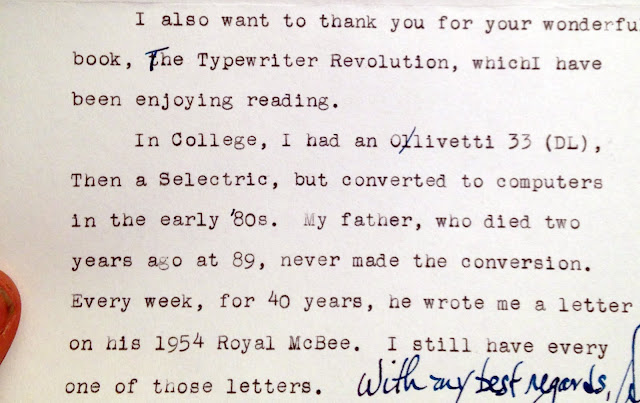 I also want to thank you for your wonderfu
book, The Typewriter Revolution, whichI have
been enjoying reading.
In College, I had an Olivetti 33 (DL),
Then a Selectric, but converted to computers
in the early '80s. My father, who died two
years ago at 89, never made the conversion.
Every week, for 40 years, he wrote me a letter
on his 1954 Royal McBee. I still have every
one of those letters. With my best regards,